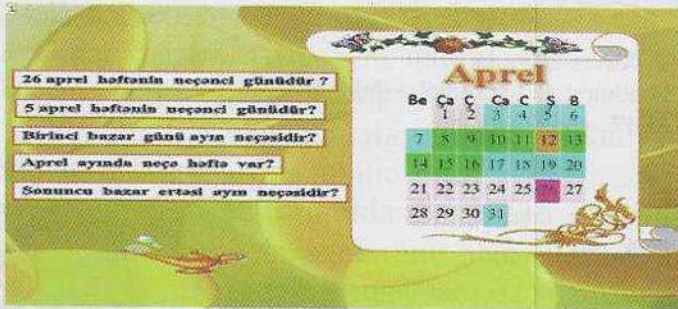 26 aprel həftənin neçənci günüdür ?
5 aprel həftənin neçənci günüdür?
Birinci bazar günü ayın neçəsidir?
Aprel ayında neçə həftə var?
Sonuncu bazar ertəsi ayın neçəsidir?
Aprel
Be Ça Ç Ca C Ş B
1 2 3 4 5 6
7 8 9 10 11 12 13
14 15 16 17 18 19 20
21 22 23 24 25 26 27
28 29 30 31